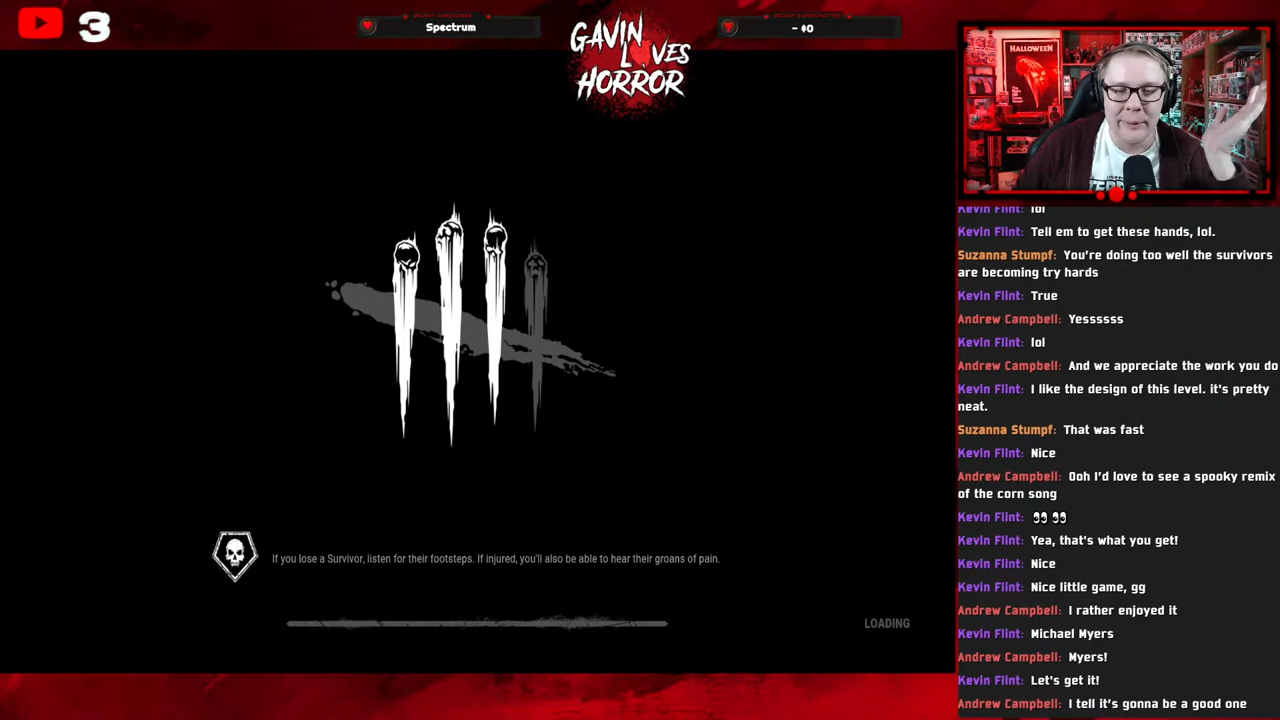 3
Spectrum
- $0
GAVIN
LOVES
HORROR
HALLOWEEN
Kevin Flint: lol
Kevin Flint: Tell em to get these hands, lol.
Suzanna Stumpf: You're doing too well the survivors
are becoming try hards
Kevin Flint: True
Andrew Campbell: Yessssss
Kevin Flint: lol
Andrew Campbell: And we appreciate the work you do
Kevin Flint: I like the design of this level. it's pretty
neat.
Suzanna Stumpf: That was fast
Kevin Flint: Nice
Andrew Campbell: Ooh I'd love to see a spooky remix
of the corn song
Kevin Flint: 👀 👀
Kevin Flint: Yea, that's what you get!
Kevin Flint: Nice
Kevin Flint: Nice little game, gg
Andrew Campbell: I rather enjoyed it
Kevin Flint: Michael Myers
Andrew Campbell: Myers!
Kevin Flint: Let's get it!
Andrew Campbell: I tell it's gonna be a good one
If you lose a Survivor, listen for their footsteps. If injured, you'll also be able to hear their groans of pain.
LOADING